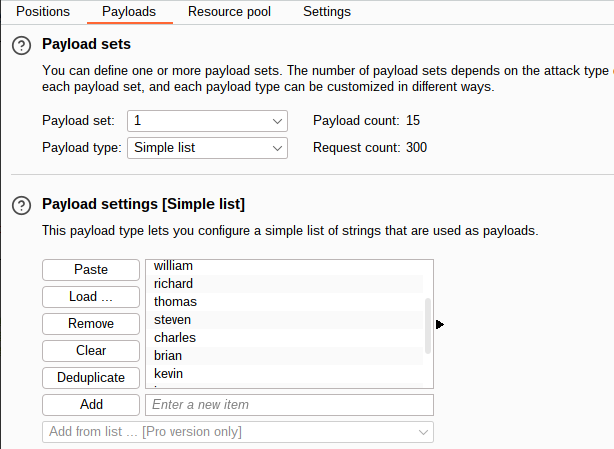 Positions Payloads Resource pool Settings
Payload sets
You can define one or more payload sets. The number of payload sets depends on the attack type
each payload set, and each payload type can be customized in different ways.
Payload set: 1 Payload count: 15
Payload type: Simple list Request count: 300
Payload settings [Simple list]
This payload type lets you configure a simple list of strings that are used as payloads.
Paste
Load ...
Remove
Clear
Deduplicate
william
richard
thomas
steven
charles
brian
kevin
Add Enter a new item
Add from list ... [Pro version only]